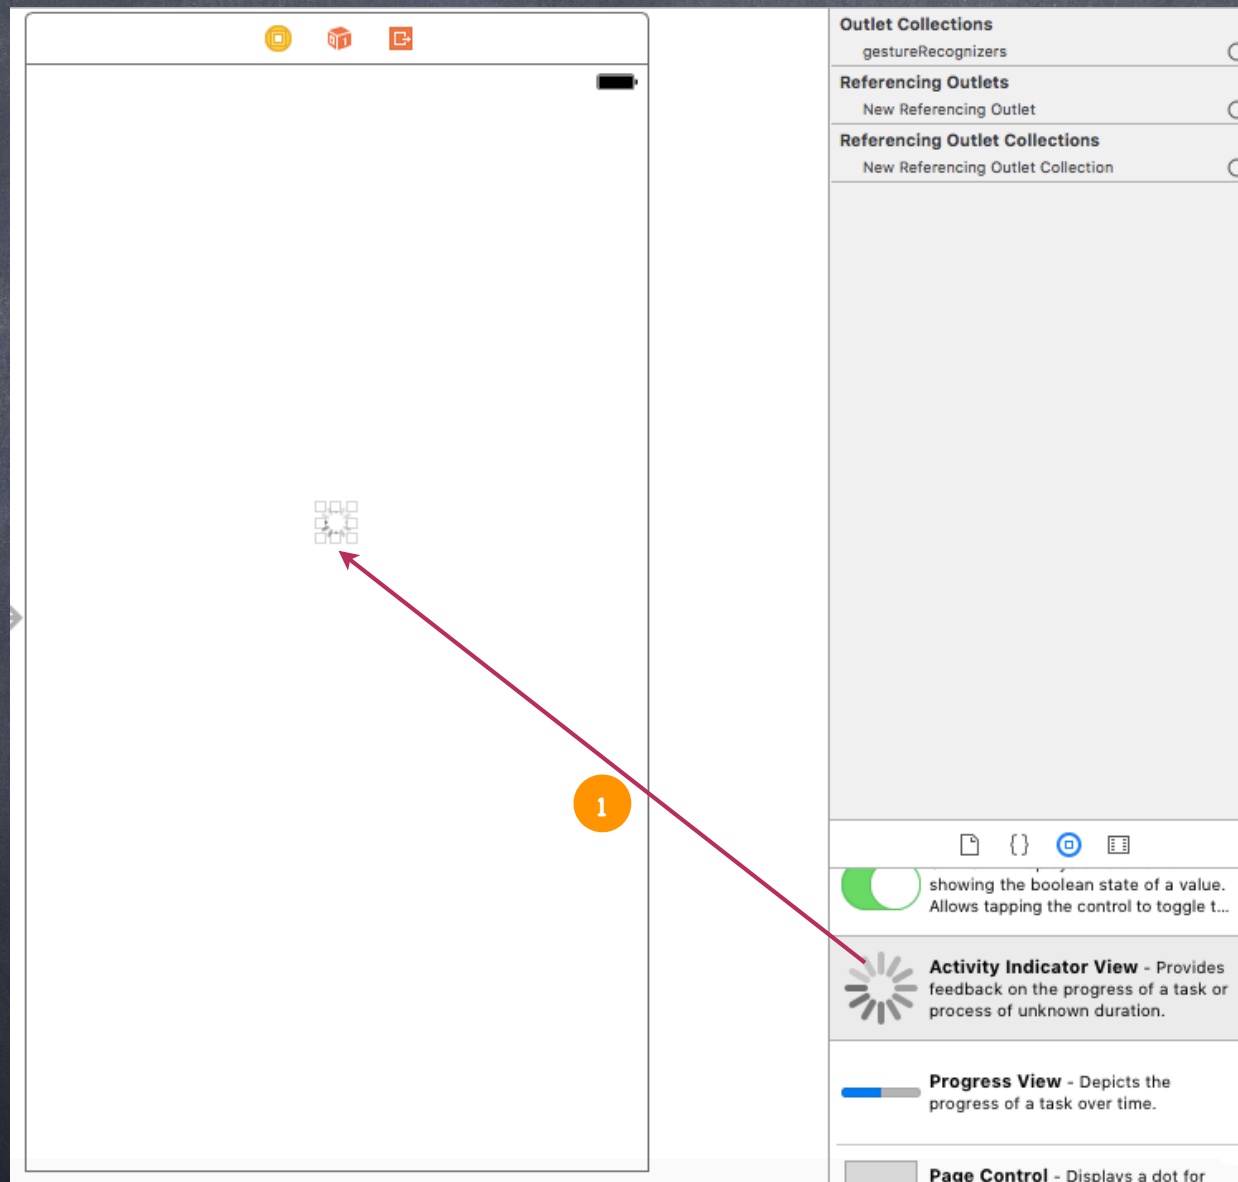 Outlet Collections
gestureRecognizers
Referencing Outlets
New Referencing Outlet
Referencing Outlet Collections
New Referencing Outlet Collection
1
{}
showing the boolean state of a value.
Allows tapping the control to toggle t...
Activity Indicator View - Provides
feedback on the progress of a task or
process of unknown duration.
Progress View - Depicts the
progress of a task over time.
Page Control - Displays a dot for